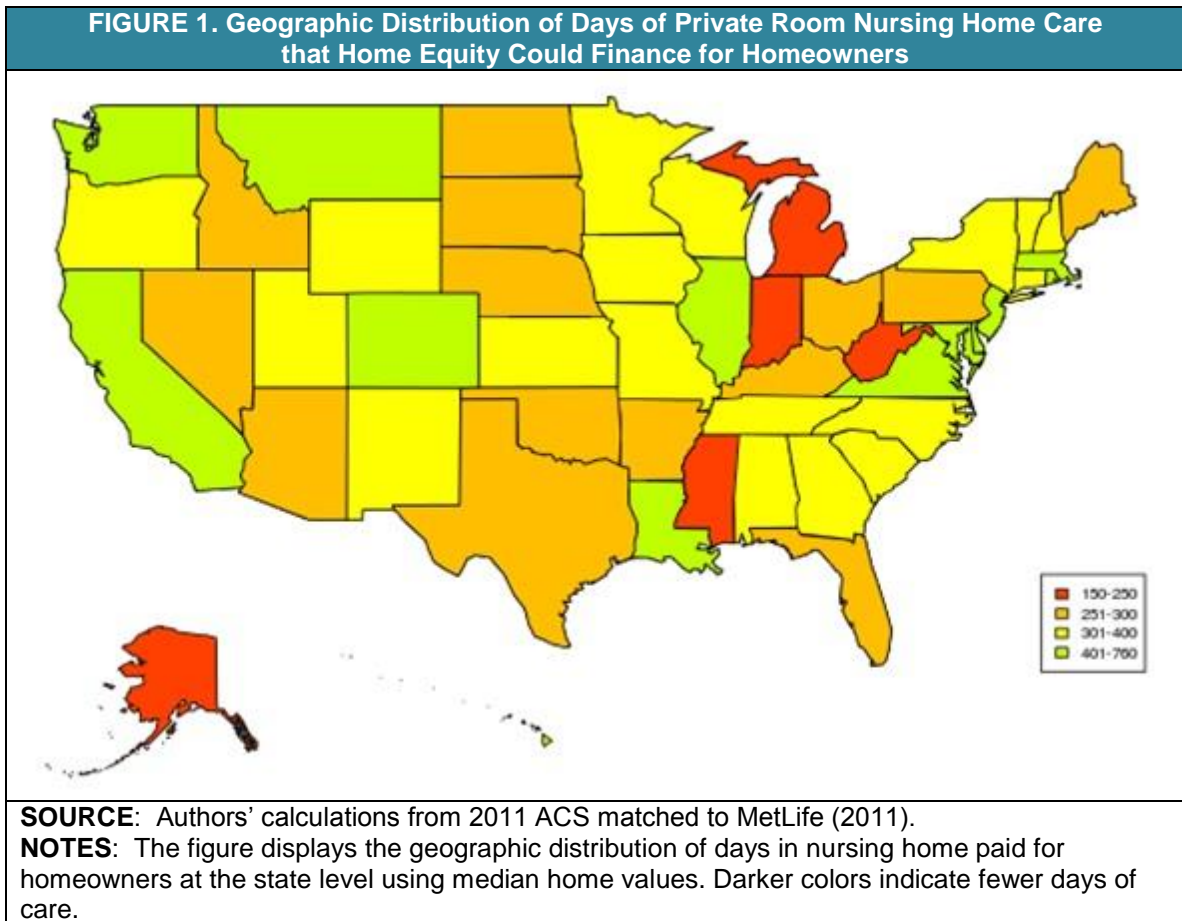 FIGURE 1. Geographic Distribution of Days of Private Room Nursing Home Care
that Home Equity Could Finance for Homeowners
150-250
251-300
301-400
401-760
SOURCE: Authors’ calculations from 2011 ACS matched to MetLife (2011).
NOTES: The figure displays the geographic distribution of days in nursing home paid for
homeowners at the state level using median home values. Darker colors indicate fewer days of
care.